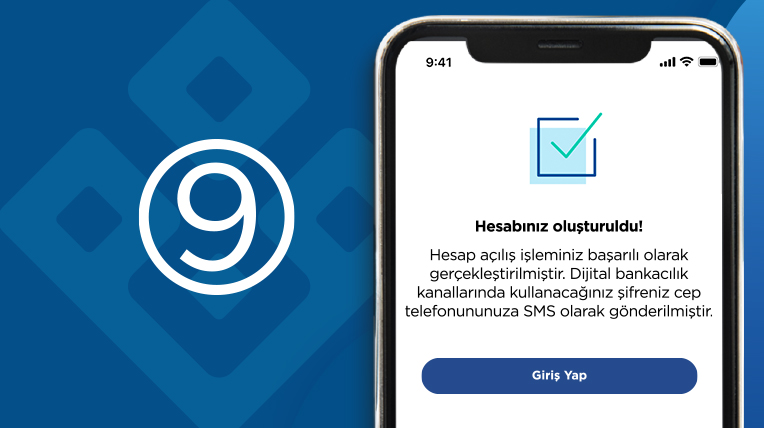 9
9:41
Hesabınız oluşturuldu!
Hesap açılış işleminiz başarılı olarak
gerçekleştirilmiştir. Dijital bankacılık
kanallarında kullanacağınız şifreniz cep
telefonununuza SMS olarak gönderilmiştir.
Giriş Yap